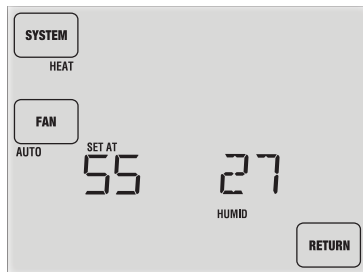 SYSTEM
HEAT
FAN
AUTO
SET AT
55 27
HUMID
RETURN